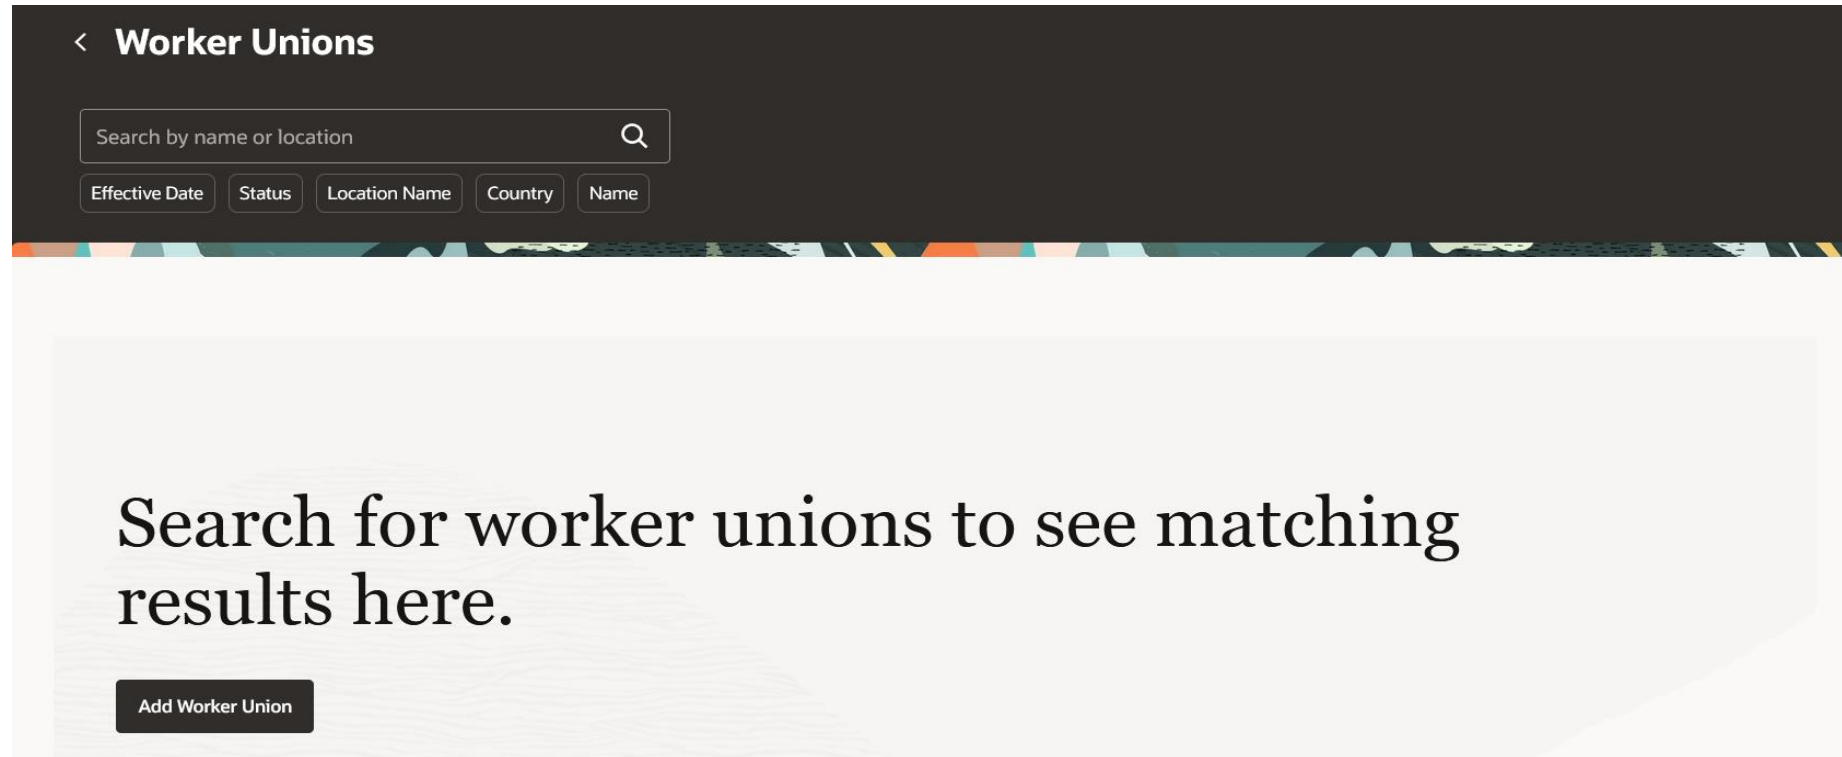 Worker Unions
Search by name or location
Effective Date Status Location Name Country Name
Search for worker unions to see matching
results here.
Add Worker Union